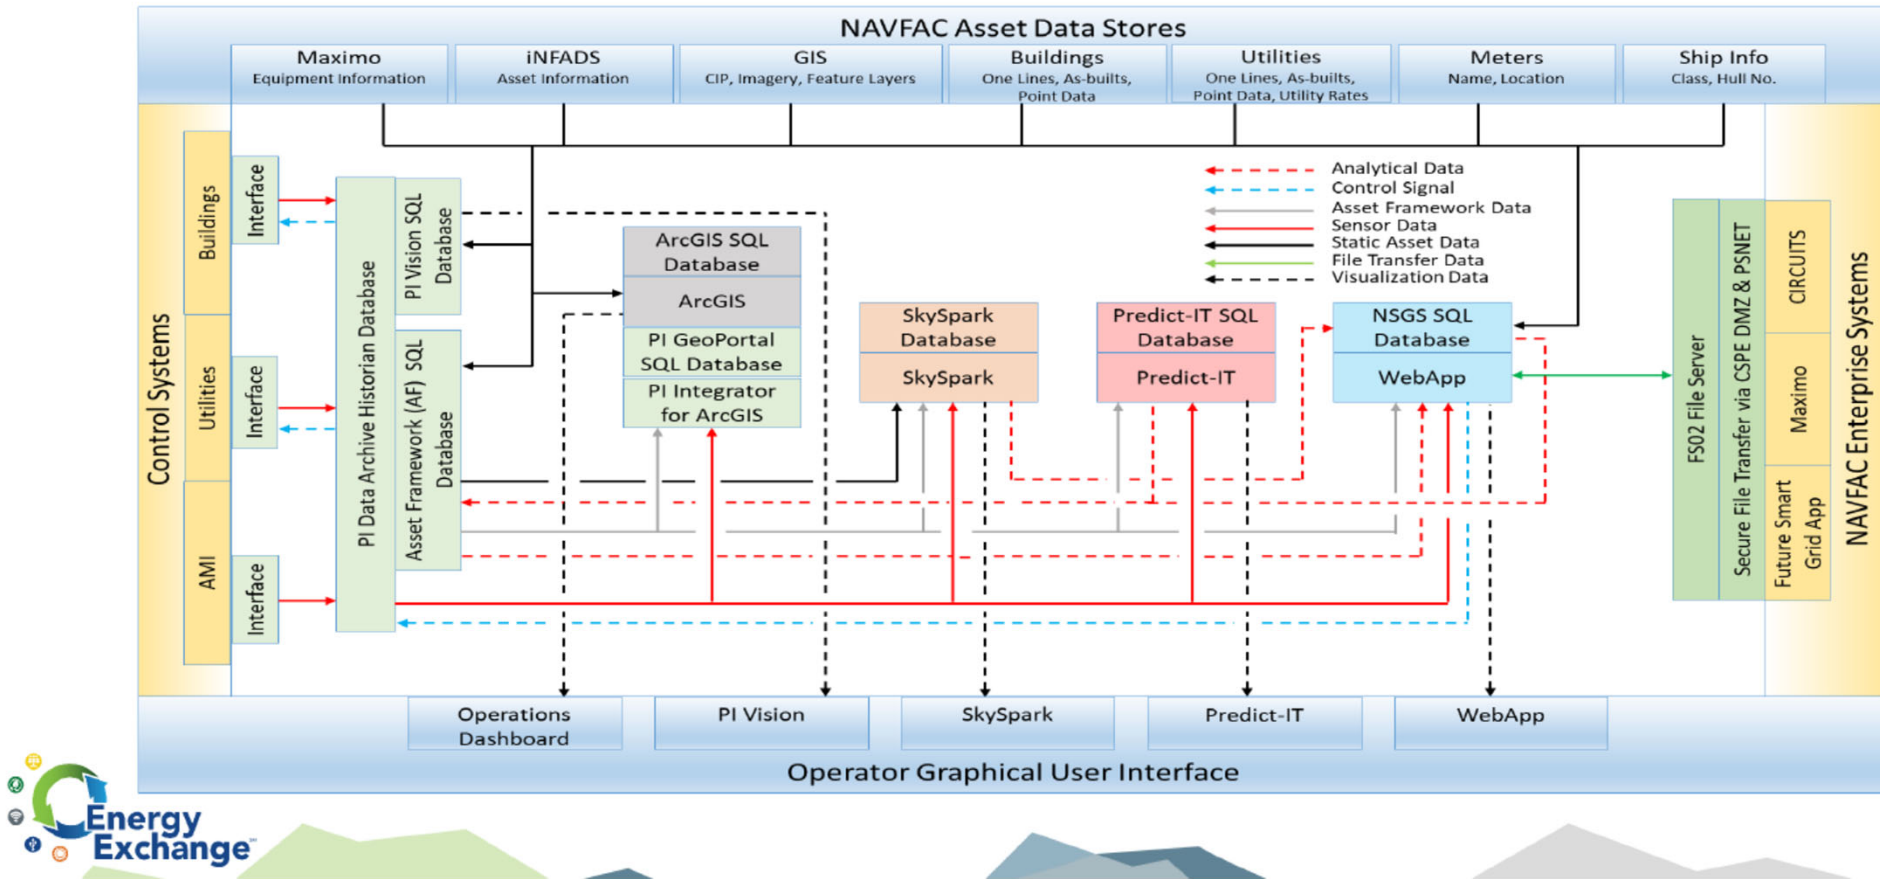 NAVFAC Asset Data Stores
Maximo
Equipment Information
iNFADS
Asset Information
GIS
CIP, Imagery, Feature Layers
Buildings
One Lines, As-builts,
Point Data
Utilities
One Lines, As-builts,
Point Data, Utility Rates
Meters
Name, Location
Ship Info
Class, Hull No.
Control Systems
Buildings
Utilities
AMI
Interface
Interface
Interface
PI Data Archive Historian Database
PI Vision SQL
Database
Asset Framework (AF) SQL
Database
ArcGIS SQL
Database
ArcGIS
PI GeoPortal
SQL Database
PI Integrator
for ArcGIS
SkySpark
Database
SkySpark
Predict-IT SQL
Database
Predict-IT
NSGS SQL
Database
WebApp
Analytical Data
Control Signal
Asset Framework Data
Sensor Data
Static Asset Data
File Transfer Data
Visualization Data
FS02 File Server
Secure File Transfer via CSPE DMZ & PSNET
CIRCUITS
Maximo
Future Smart
Grid App
NAVFAC Enterprise Systems
Operations
Dashboard
PI Vision
SkySpark
Predict-IT
WebApp
Operator Graphical User Interface
Energy
Exchange